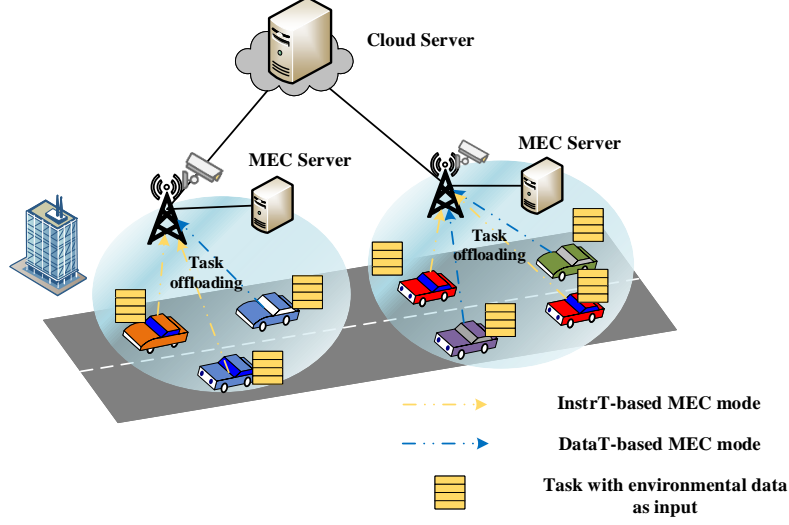 Cloud Server
MEC Server
MEC Server
Task
offloading
Task
offloading
InstrT-based MEC mode
DataT-based MEC mode
Task with environmental data
as input